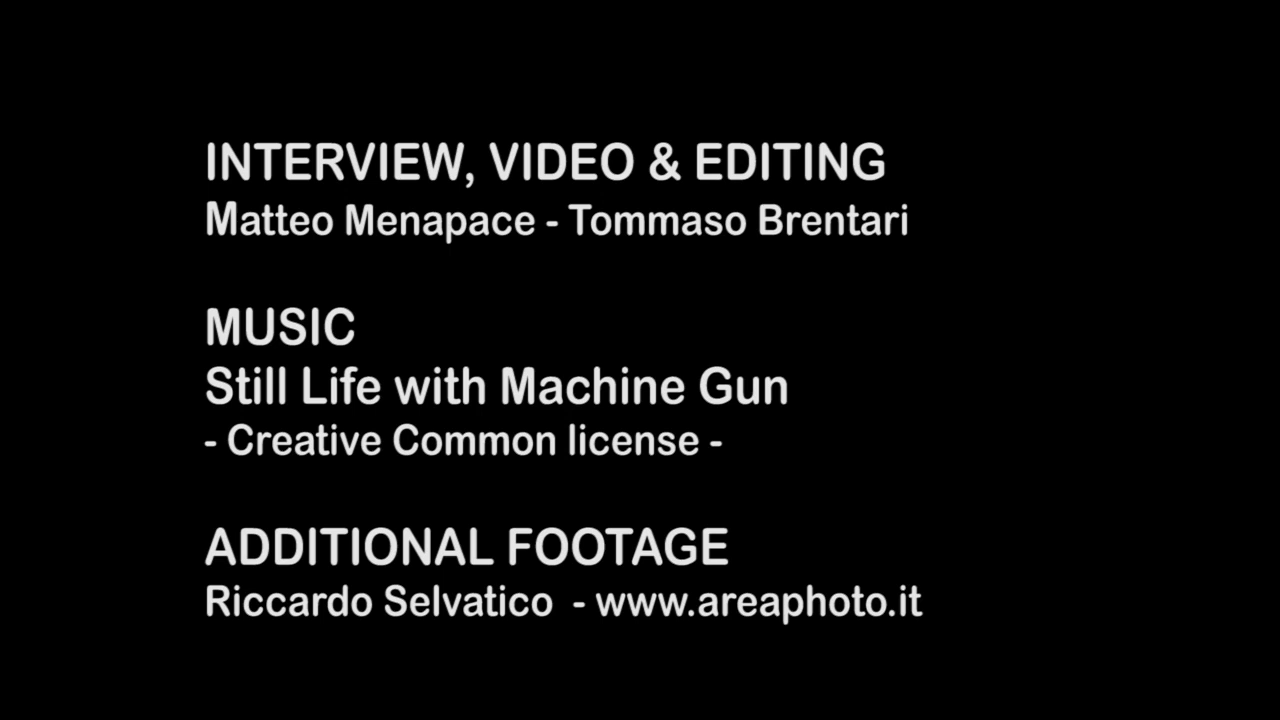 INTERVIEW, VIDEO & EDITING
Matteo Menapace - Tommaso Brentari
MUSIC
Still Life with Machine Gun
- Creative Common license -
ADDITIONAL FOOTAGE
Riccardo Selvatico - www.areaphoto.it